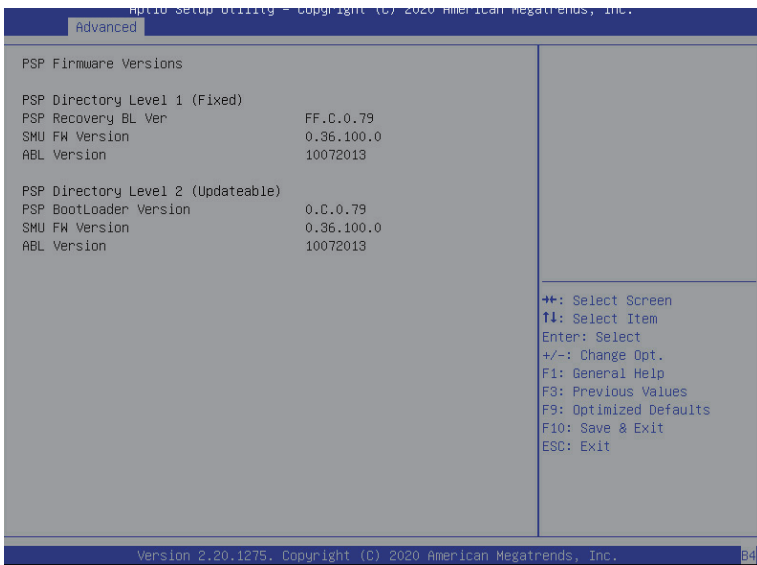 Aptio Setup Utility – Copyright (C) 2020 American Megatrends, Inc.
Advanced
PSP Firmware Versions
PSP Directory Level 1 (Fixed)
PSP Recovery BL Ver FF.C.0.79
SMU FW Version 0.36.100.0
ABL Version 10072013
PSP Directory Level 2 (Updateable)
PSP BootLoader Version 0.C.0.79
SMU FW Version 0.36.100.0
ABL Version 10072013
→←: Select Screen
↑↓: Select Item
Enter: Select
+/-: Change Opt.
F1: General Help
F3: Previous Values
F9: Optimized Defaults
F10: Save & Exit
ESC: Exit
Version 2.20.1275. Copyright (C) 2020 American Megatrends, Inc.
B4